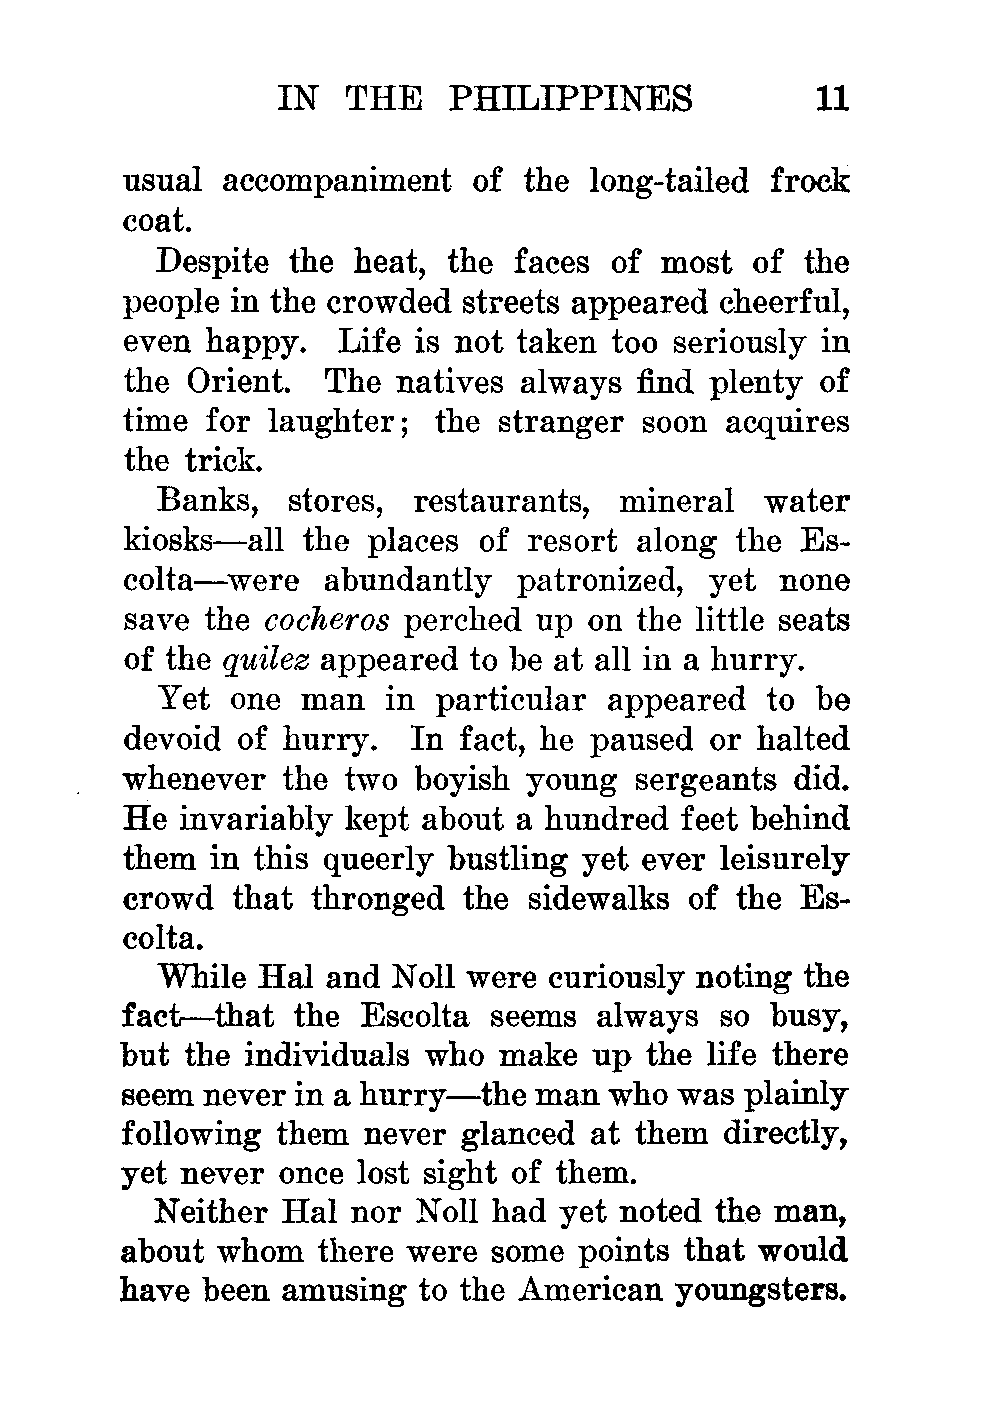 IN THE PHILIPPINES 11
usual accompaniment of the long-tailed frock
coat.
Despite the heat, the faces of most of the
people in the crowded streets appeared cheerful,
even happy. Life is not taken too seriously in
the Orient. The natives always find plenty of
time for laughter; the stranger soon acquires
the trick.
Banks, stores, restaurants, mineral water
kiosks—all the places of resort along the Es-
colta—were abundantly patronized, yet none
save the cocheros perched up on the little seats
of the quilez appeared to be at all in a hurry.
Yet one man in particular appeared to be
devoid of hurry. In fact, he paused or halted
whenever the two boyish young sergeants did.
He invariably kept about a hundred feet behind
them in this queerly bustling yet ever leisurely
crowd that thronged the sidewalks of the Es-
colta.
While Hal and Noll were curiously noting the
fact—that the Escolta seems always so busy,
but the individuals who make up the life there
seem never in a hurry—the man who was plainly
following them never glanced at them directly,
yet never once lost sight of them.
Neither Hal nor Noll had yet noted the man,
about whom there were some points that would
have been amusing to the American youngsters.